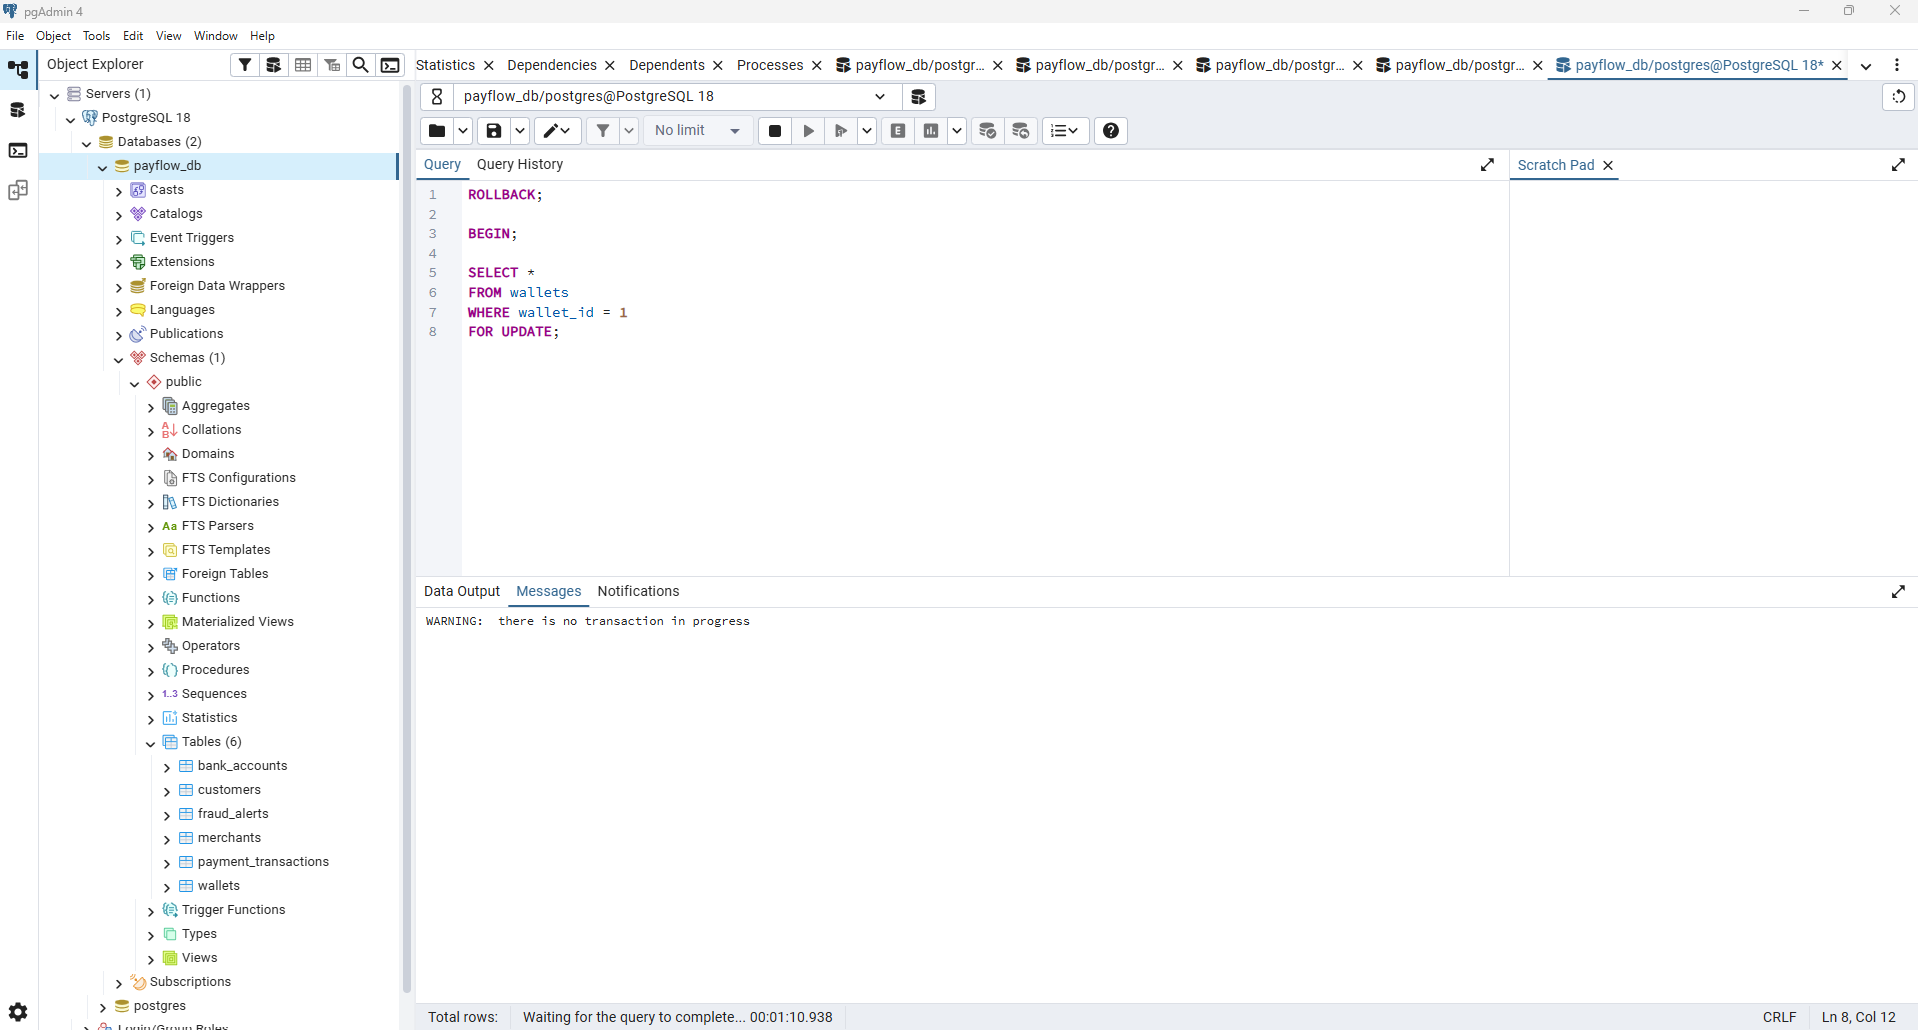 pgAdmin 4
File Object Tools Edit View Window Help
Object Explorer
Servers (1)
PostgreSQL 18
Databases (2)
payflow_db
Casts
Catalogs
Event Triggers
Extensions
Foreign Data Wrappers
Languages
Publications
Schemas (1)
public
Aggregates
Collations
Domains
FTS Configurations
FTS Dictionaries
Aa FTS Parsers
FTS Templates
Foreign Tables
Functions
Materialized Views
Operators
Procedures
1..3 Sequences
Statistics
Tables (6)
bank_accounts
customers
fraud_alerts
merchants
payment_transactions
wallets
Trigger Functions
Types
Views
Subscriptions
postgres
Login/Group Roles
Statistics Dependencies Dependents Processes payflow_db/postgr... payflow_db/postgr... payflow_db/postgr... payflow_db/postgr... payflow_db/postgres@PostgreSQL 18*
payflow_db/postgres@PostgreSQL 18
No limit E
Query Query History
1 ROLLBACK;
2
3 BEGIN;
4
5 SELECT *
6 FROM wallets
7 WHERE wallet_id = 1
8 FOR UPDATE;
Scratch Pad
Data Output Messages Notifications
WARNING: there is no transaction in progress
Total rows: Waiting for the query to complete... 00:01:10.938 CRLF Ln 8, Col 12